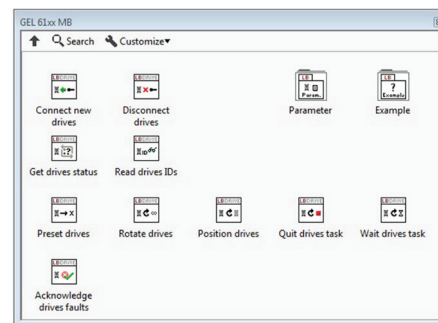 GEL 61xx MB
Search Customize▾
Connect new drives
Disconnect drives
Parameter
Example
Get drives status
Read drives IDs
Preset drives
Rotate drives
Position drives
Quit drives task
Wait drives task
Acknowledge drives faults